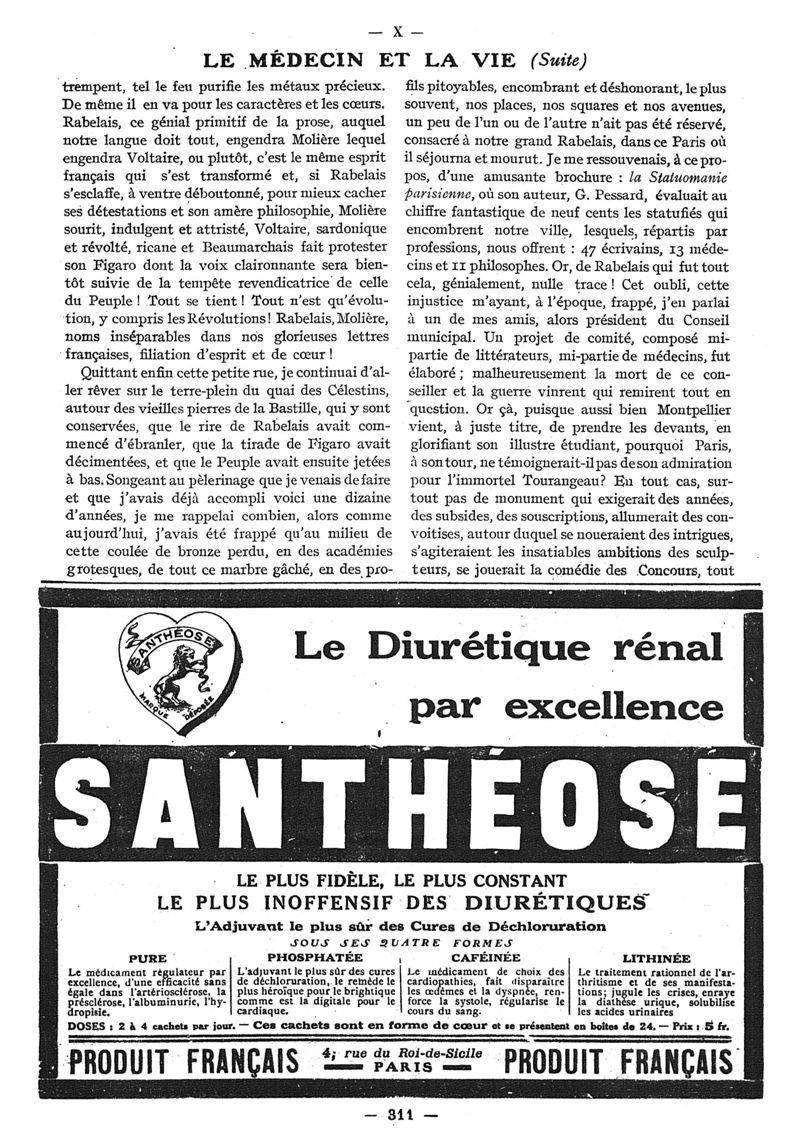 — X —
LE MÉDECIN ET LA VIE (Suite)
trempent, tel le feu purifie les métaux précieux.
De même il en va pour les caractères et les cœurs.
Rabelais, ce génial primitif de la prose, auquel
notre langue doit tout, engendra Molière lequel
engendra Voltaire, ou plutôt, c'est le même esprit
français qui s'est transformé et, si Rabelais
s'esclaffe, à ventre déboutonné, pour mieux cacher
ses détestations et son amère philosophie, Molière
sourit, indulgent et attristé, Voltaire, sardonique
et révolté, ricane et Beaumarchais fait protester
son Figaro dont la voix claironnante sera bien-
tôt suivie de la tempête revendicatrice de celle
du Peuple ! Tout se tient ! Tout n'est qu'évolu-
tion, y compris les Révolutions ! Rabelais, Molière,
noms inséparables dans nos glorieuses lettres
françaises, filiation d'esprit et de cœur !
Quittant enfin cette petite rue, je continuai d'al-
ler rêver sur le terre-plein du quai des Célestins,
autour des vieilles pierres de la Bastille, qui y sont
conservées, que le rire de Rabelais avait com-
mencé d'ébranler, que la tirade de Figaro avait
décimentées, et que le Peuple avait ensuite jetées
à bas. Songeant au pèlerinage que je venais de faire
et que j'avais déjà accompli voici une dizaine
d'années, je me rappelai combien, alors comme
aujourd'hui, j'avais été frappé qu'au milieu de
cette coulée de bronze perdu, en des académies
grotesques, de tout ce marbre gâché, en des pro-
fils pitoyables, encombrant et déshonorant, le plus
souvent, nos places, nos squares et nos avenues,
un peu de l'un ou de l'autre n'ait pas été réservé,
consacré à notre grand Rabelais, dans ce Paris où
il séjourna et mourut. Je me ressouvenais, à ce pro-
pos, d'une amusante brochure : la Statuomanie
parisienne, où son auteur, G. Pessard, évaluait au
chiffre fantastique de neuf cents les statufiés qui
encombrent notre ville, lesquels, répartis par
professions, nous offrent : 47 écrivains, 13 méde-
cins et 11 philosophes. Or, de Rabelais qui fut tout
cela, génialement, nulle trace ! Cet oubli, cette
injustice m'ayant, à l'époque, frappé, j'en parlai
à un de mes amis, alors président du Conseil
municipal. Un projet de comité, composé mi-
partie de littérateurs, mi-partie de médecins, fut
élaboré ; malheureusement la mort de ce con-
seiller et la guerre vinrent qui remirent tout en
question. Or çà, puisque aussi bien Montpellier
vient, à juste titre, de prendre les devants, en
glorifiant son illustre étudiant, pourquoi Paris,
à son tour, ne témoignerait-il pas de son admiration
pour l'immortel Tourangeau? En tout cas, sur-
tout pas de monument qui exigerait des années,
des subsides, des souscriptions, allumerait des con-
voitises, autour duquel se noueraient des intrigues,
s'agiteraient les insatiables ambitions des sculp-
teurs, se jouerait la comédie des Concours, tout
SANTHÉOSE
MARQUE DÉPOSÉE
Le Diurétique rénal
par excellence
SANTHÉOSE
LE PLUS FIDÈLE, LE PLUS CONSTANT
LE PLUS INOFFENSIF DES DIURÉTIQUES
L'Adjuvant le plus sûr des Cures de Déchloruration
SOUS SES QUATRE FORMES
PURE
Le médicament régulateur par
excellence, d'une efficacité sans
égale dans l'artériosclérose, la
présclérose, l'albuminurie, l'hy-
dropisie.
PHOSPHATÉE
L'adjuvant le plus sûr des cures
de déchloruration, le remède le
plus héroïque pour le brightique
comme est la digitale pour le
cardiaque.
CAFÉINÉE
Le médicament de choix des
cardiopathies, fait disparaître
les œdèmes et la dyspnée, ren-
force la systole, régularise le
cours du sang.
LITHINÉE
Le traitement rationnel de l'ar-
thritisme et de ses manifesta-
tions ; jugule les crises, enraye
la diathèse urique, solubilise
les acides urinaires
DOSES : 2 à 4 cachets par jour. — Ces cachets sont en forme de cœur et se présentent en boîtes de 24. — Prix : 5 fr.
PRODUIT FRANÇAIS
4, rue du Roi-de-Sicile
— PARIS —
PRODUIT FRANÇAIS
— 311 —